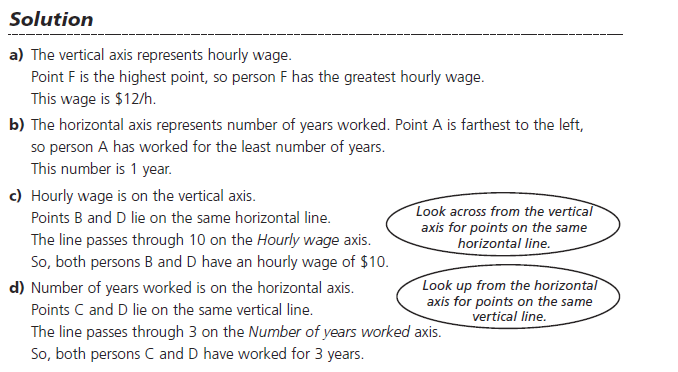 Solution
a) The vertical axis represents hourly wage.
Point F is the highest point, so person F has the greatest hourly wage.
This wage is $12/h.
b) The horizontal axis represents number of years worked. Point A is farthest to the left,
so person A has worked for the least number of years.
This number is 1 year.
c) Hourly wage is on the vertical axis.
Points B and D lie on the same horizontal line.
The line passes through 10 on the Hourly wage axis.
So, both persons B and D have an hourly wage of $10.
Look across from the vertical
axis for points on the same
horizontal line.
d) Number of years worked is on the horizontal axis.
Points C and D lie on the same vertical line.
The line passes through 3 on the Number of years worked axis.
So, both persons C and D have worked for 3 years.
Look up from the horizontal
axis for points on the same
vertical line.